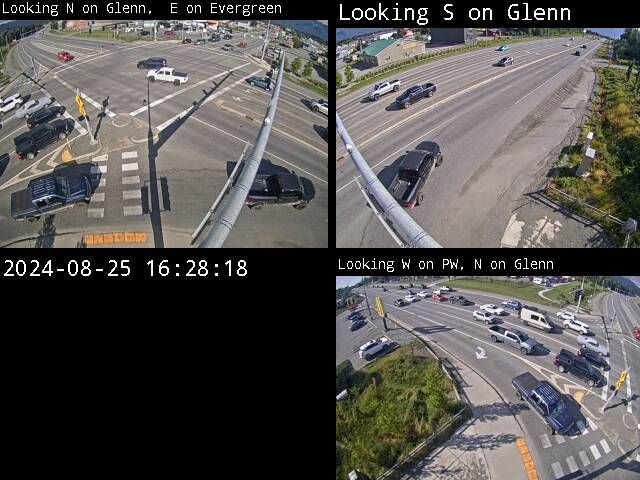 Looking N on Glenn,  E on Evergreen
Looking S on Glenn
2024-08-25 16:28:18
Looking W on PW, N on Glenn